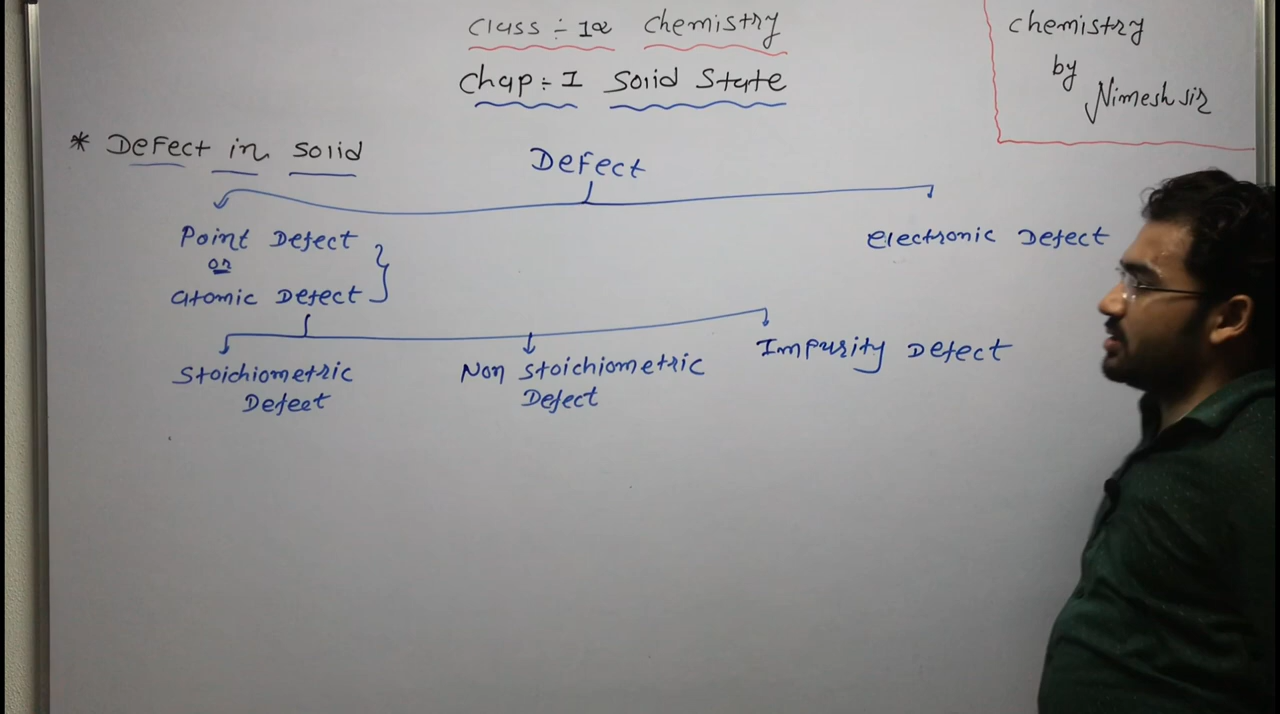 Class :- 12 Chemistry
Chap :- I Solid State
Chemistry
by
Nimesh sir
* Defect in solid
Defect
Point Defect
or
atomic Defect
Electronic Defect
Stoichiometric
Defect
Non Stoichiometric
Defect
Impurity Defect